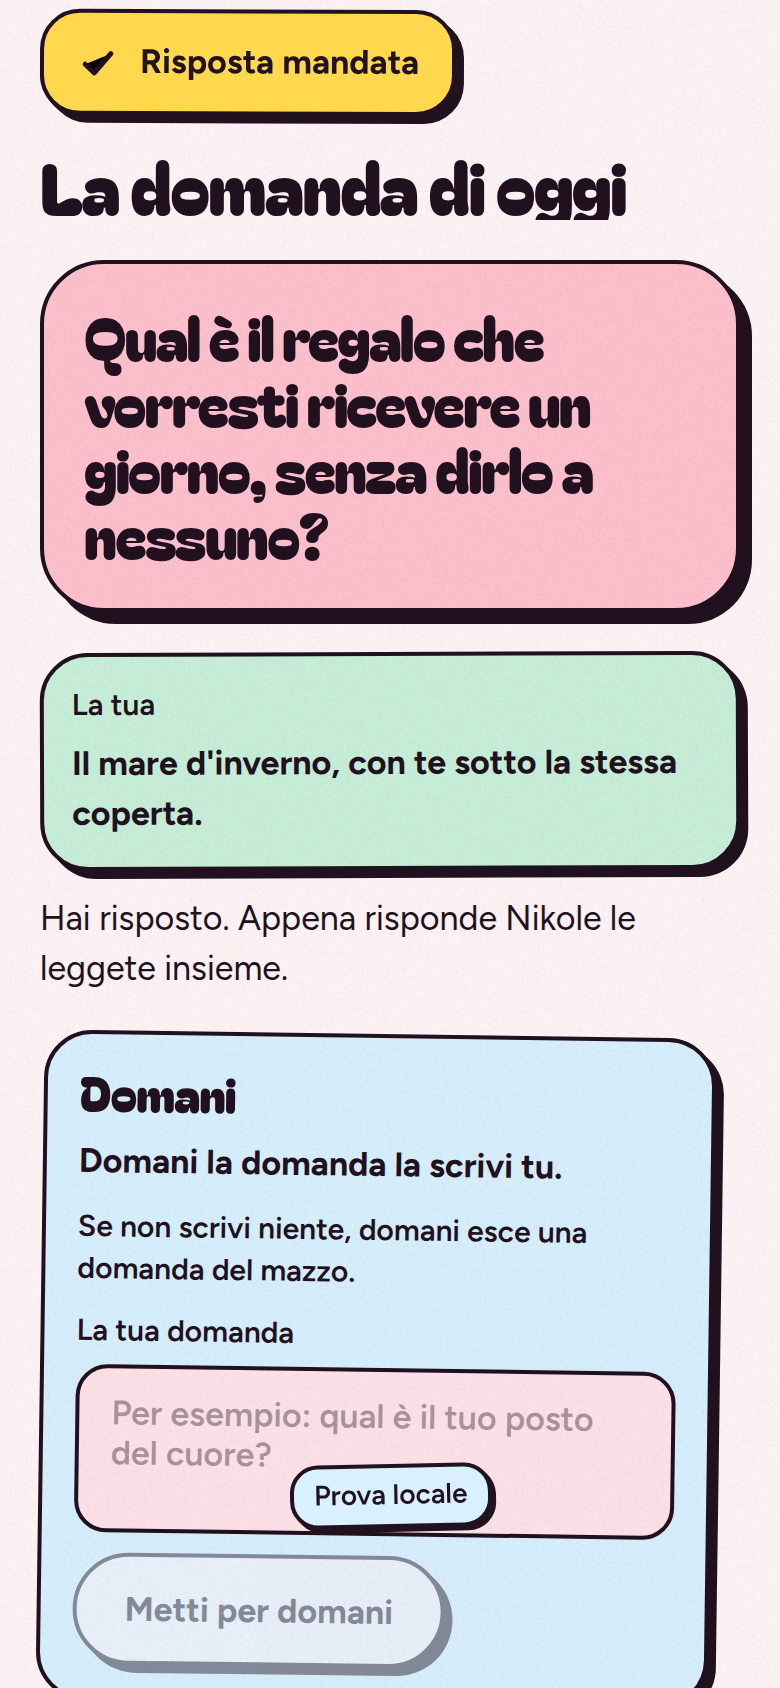 Risposta mandata
La domanda di oggi
Qual è il regalo che
vorresti ricevere un
giorno, senza dirlo a
nessuno?
La tua
Il mare d'inverno, con te sotto la stessa
coperta.
Hai risposto. Appena risponde Nikole le
leggete insieme.
Domani
Domani la domanda la scrivi tu.
Se non scrivi niente, domani esce una
domanda del mazzo.
La tua domanda
Per esempio: qual è il tuo posto
del cuore?
Prova locale
Metti per domani